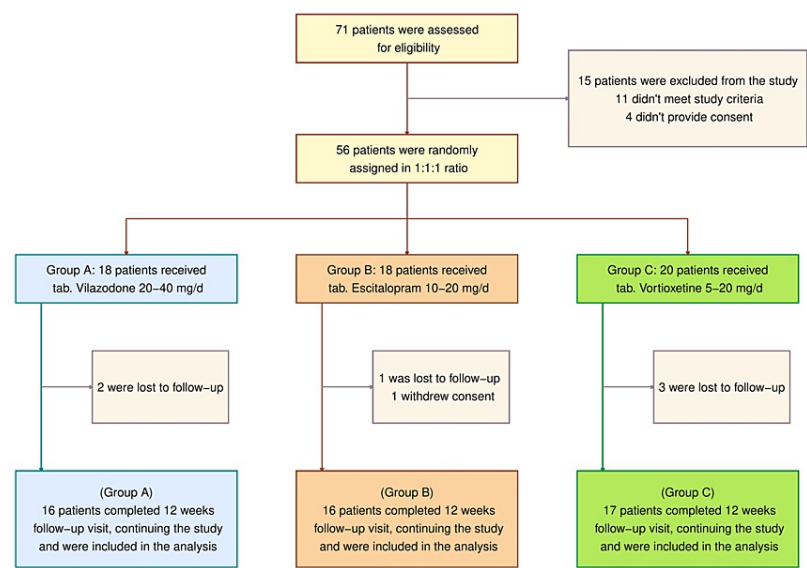 71 patients were assessed
for eligibility
15 patients were excluded from the study
11 didn't meet study criteria
4 didn't provide consent
56 patients were randomly
assigned in 1:1:1 ratio
Group A: 18 patients received
tab. Vilazodone 20−40 mg/d
Group B: 18 patients received
tab. Escitalopram 10−20 mg/d
Group C: 20 patients received
tab. Vortioxetine 5−20 mg/d
2 were lost to follow−up
1 was lost to follow−up
1 withdrew consent
3 were lost to follow−up
(Group A)
16 patients completed 12 weeks
follow−up visit, continuing the study
and were included in the analysis
(Group B)
16 patients completed 12 weeks
follow−up visit, continuing the study
and were included in the analysis
(Group C)
17 patients completed 12 weeks
follow−up visit, continuing the study
and were included in the analysis